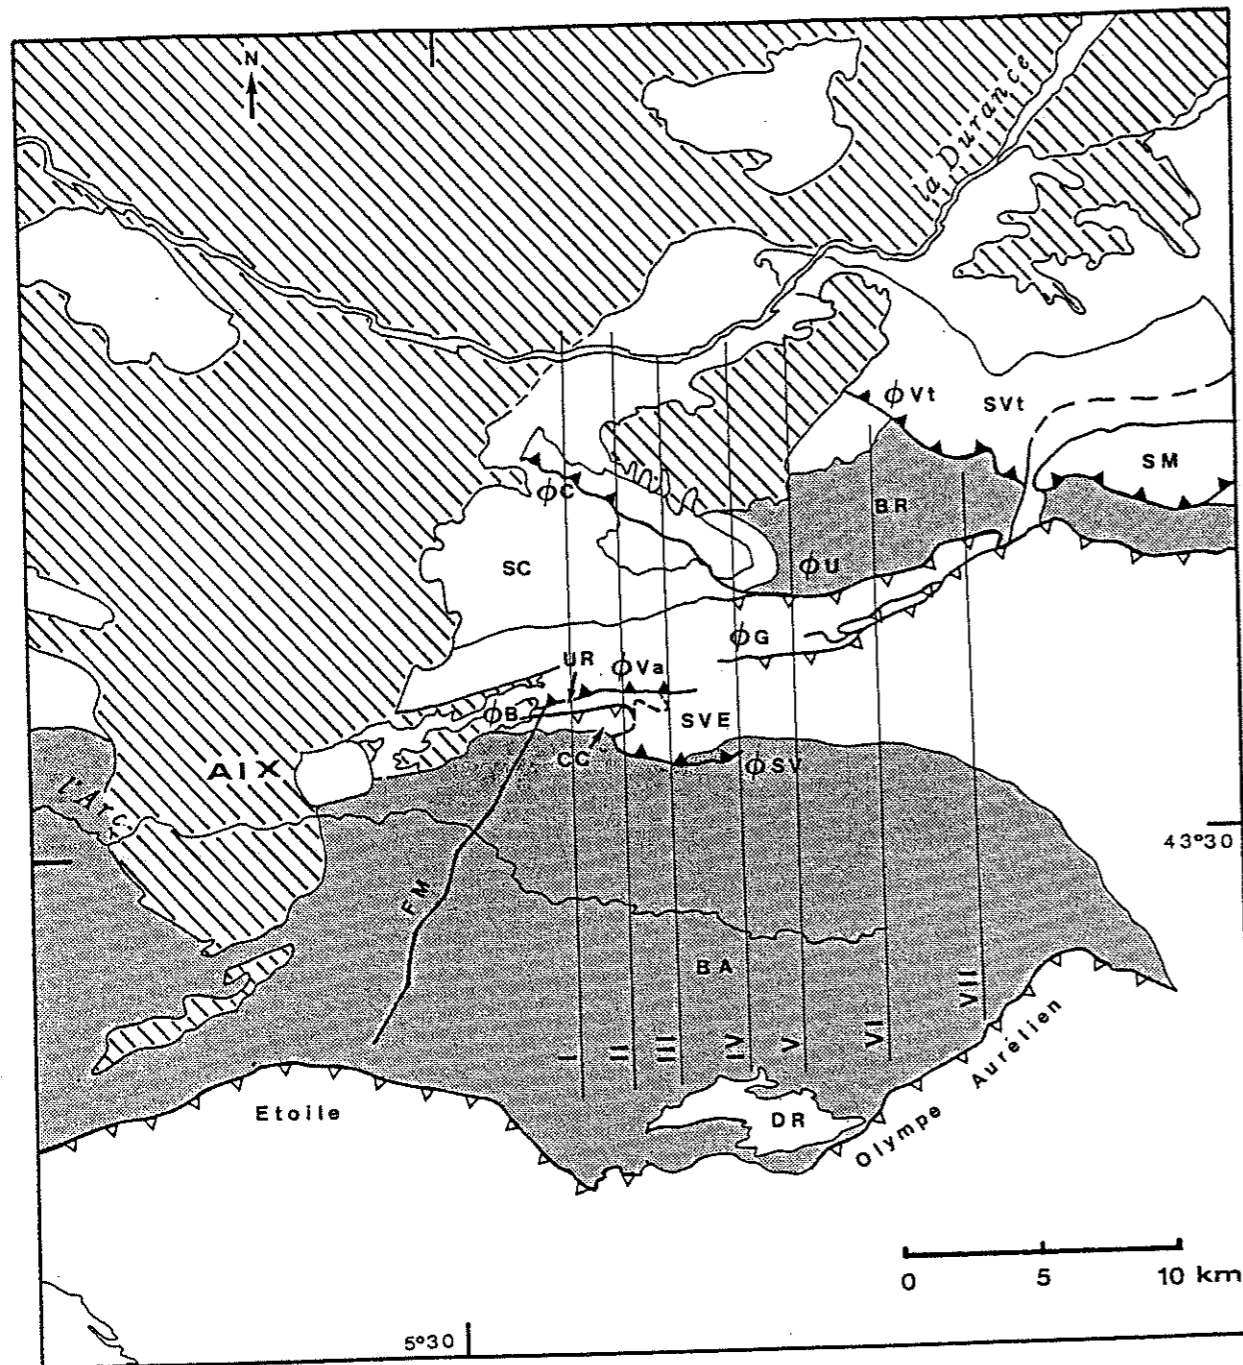 N
la Durance
ϕVt
SVt
SM
ϕC
BR
SC
ϕU
ϕG
UR
ϕVa
ϕB
SVE
AIX
CC
ϕSV
l'Arc
43°30
FM
BA
I
II
III
IV
V
VI
VII
Etoile
DR
Olympe Aurélien
0 5 10 km
5°30